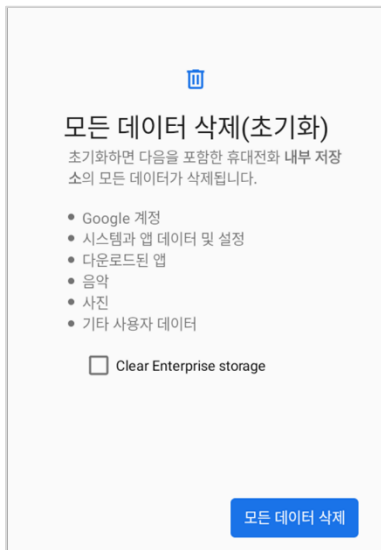 모든 데이터 삭제(초기화)
초기화하면 다음을 포함한 휴대전화 내부 저장
소의 모든 데이터가 삭제됩니다.
Google 계정
시스템과 앱 데이터 및 설정
다운로드된 앱
음악
사진
기타 사용자 데이터
Clear Enterprise storage
모든 데이터 삭제